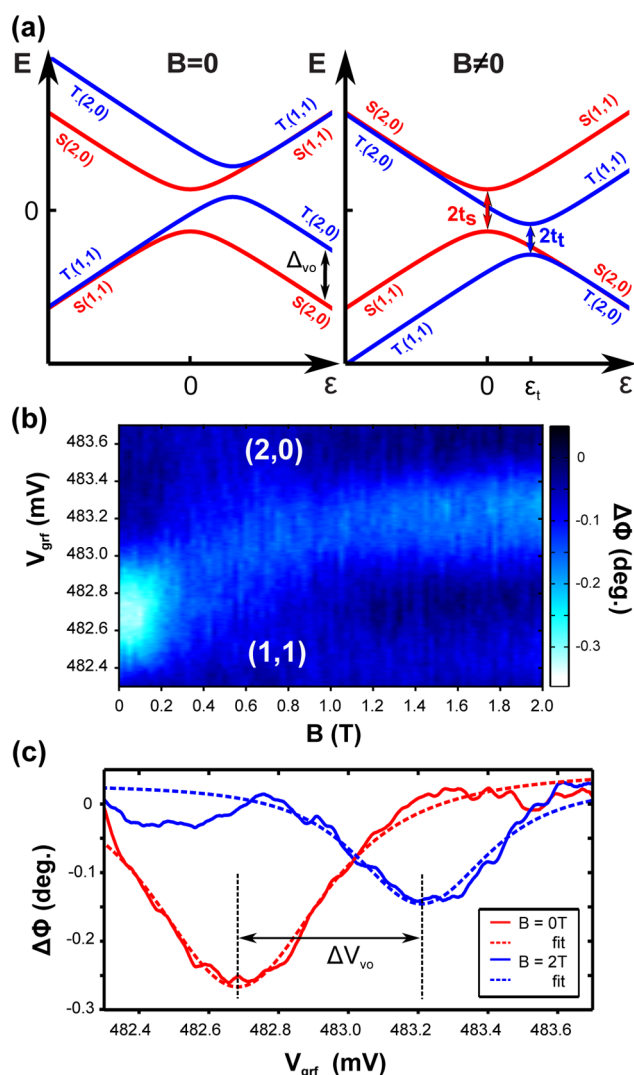 (a)
E B=0 E B≠0
T-(2,0) T-(1,1) S(2,0) S(1,1)
S(2,0) S(1,1) T-(2,0) T-(1,1)
0 2ts
T-(2,0) 2tt
Δvo
T-(1,1) S(1,1) S(2,0) S(1,1) S(2,0)
T-(1,1) T-(2,0)
0 ε 0 εt ε
(b)
483.6
483.4
483.2
483.0
482.8
482.6
482.4
Vgrf (mV)
(2,0)
(1,1)
0 0.2 0.4 0.6 0.8 1.0 1.2 1.4 1.6 1.8 2.0
B (T)
0
-0.1
-0.2
-0.3
ΔΦ (deg.)
(c)
0
-0.1
-0.2
-0.3
ΔΦ (deg.)
ΔVvo
B = 0T
fit
B = 2T
fit
482.4 482.6 482.8 483.0 483.2 483.4 483.6
Vgrf (mV)